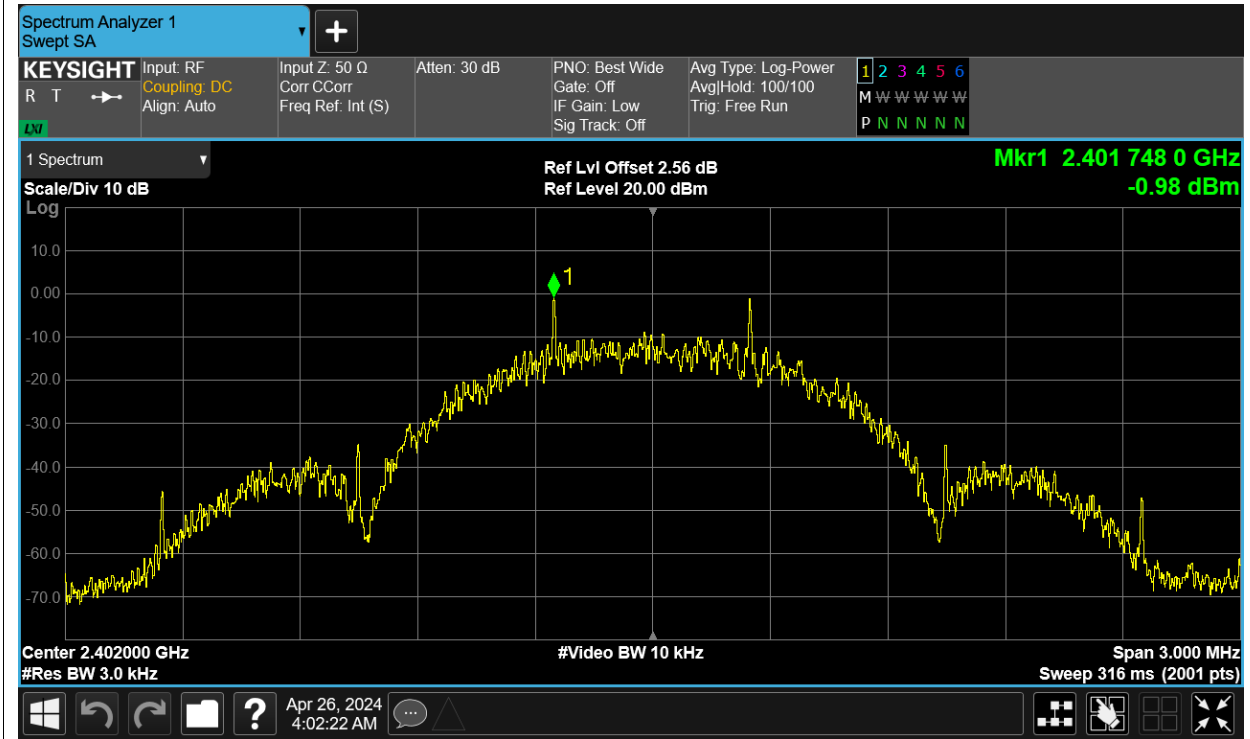 Spectrum Analyzer 1
Swept SA
+
KEYSIGHT Input: RF Input Z: 50 Ω Atten: 30 dB PNO: Best Wide Avg Type: Log-Power 1 2 3 4 5 6
R T Coupling: DC Corr CCorr Gate: Off Avg|Hold: 100/100 M W W W W W W
Align: Auto Freq Ref: Int (S) IF Gain: Low Trig: Free Run
LXI Sig Track: Off P N N N N N N
1 Spectrum
Ref Lvl Offset 2.56 dB Mkr1 2.401 748 0 GHz
Scale/Div 10 dB Ref Level 20.00 dBm -0.98 dBm
Log
10.0
1
0.00
-10.0
-20.0
-30.0
-40.0
-50.0
-60.0
-70.0
Center 2.402000 GHz #Video BW 10 kHz Span 3.000 MHz
#Res BW 3.0 kHz Sweep 316 ms (2001 pts)
? Apr 26, 2024
4:02:22 AM